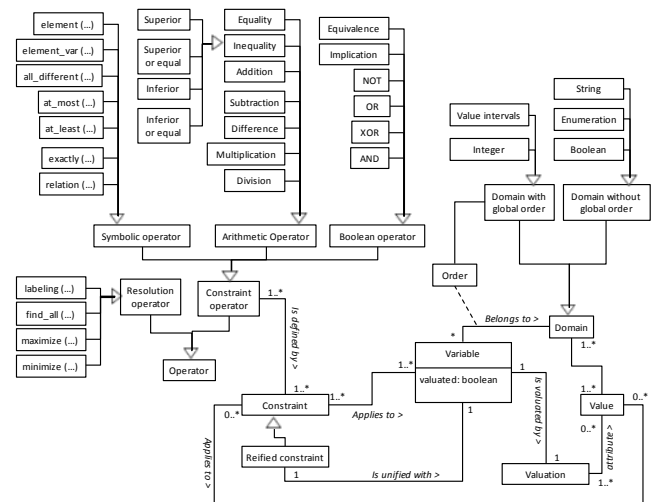 element (...)
element_var (...)
all_different (...)
at_most (...)
at_least (...)
exactly (...)
relation (...)
Superior
Superior
or equal
Inferior
Inferior
or equal
Equality
Inequality
Addition
Subtraction
Difference
Multiplication
Division
Equivalence
Implication
NOT
OR
XOR
AND
Value intervals
Integer
String
Enumeration
Boolean
Domain with
global order
Domain without
global order
Symbolic operator
Arithmetic Operator
Boolean operator
Order
labeling (...)
find_all (...)
maximize (...)
minimize (...)
Resolution
operator
Constraint
operator
1..*
Operator
Is defined by >
Belongs to >
*
Domain
1..*
Variable
valuated: boolean
1..*
1
1
1..*
0..*
Constraint
1..*
Applies to >
Is valuated by >
1..*
Value
0..*
0..*
attribute >
Applies to >
Reified constraint
1
Is unified with >
1
Valuation
1..*